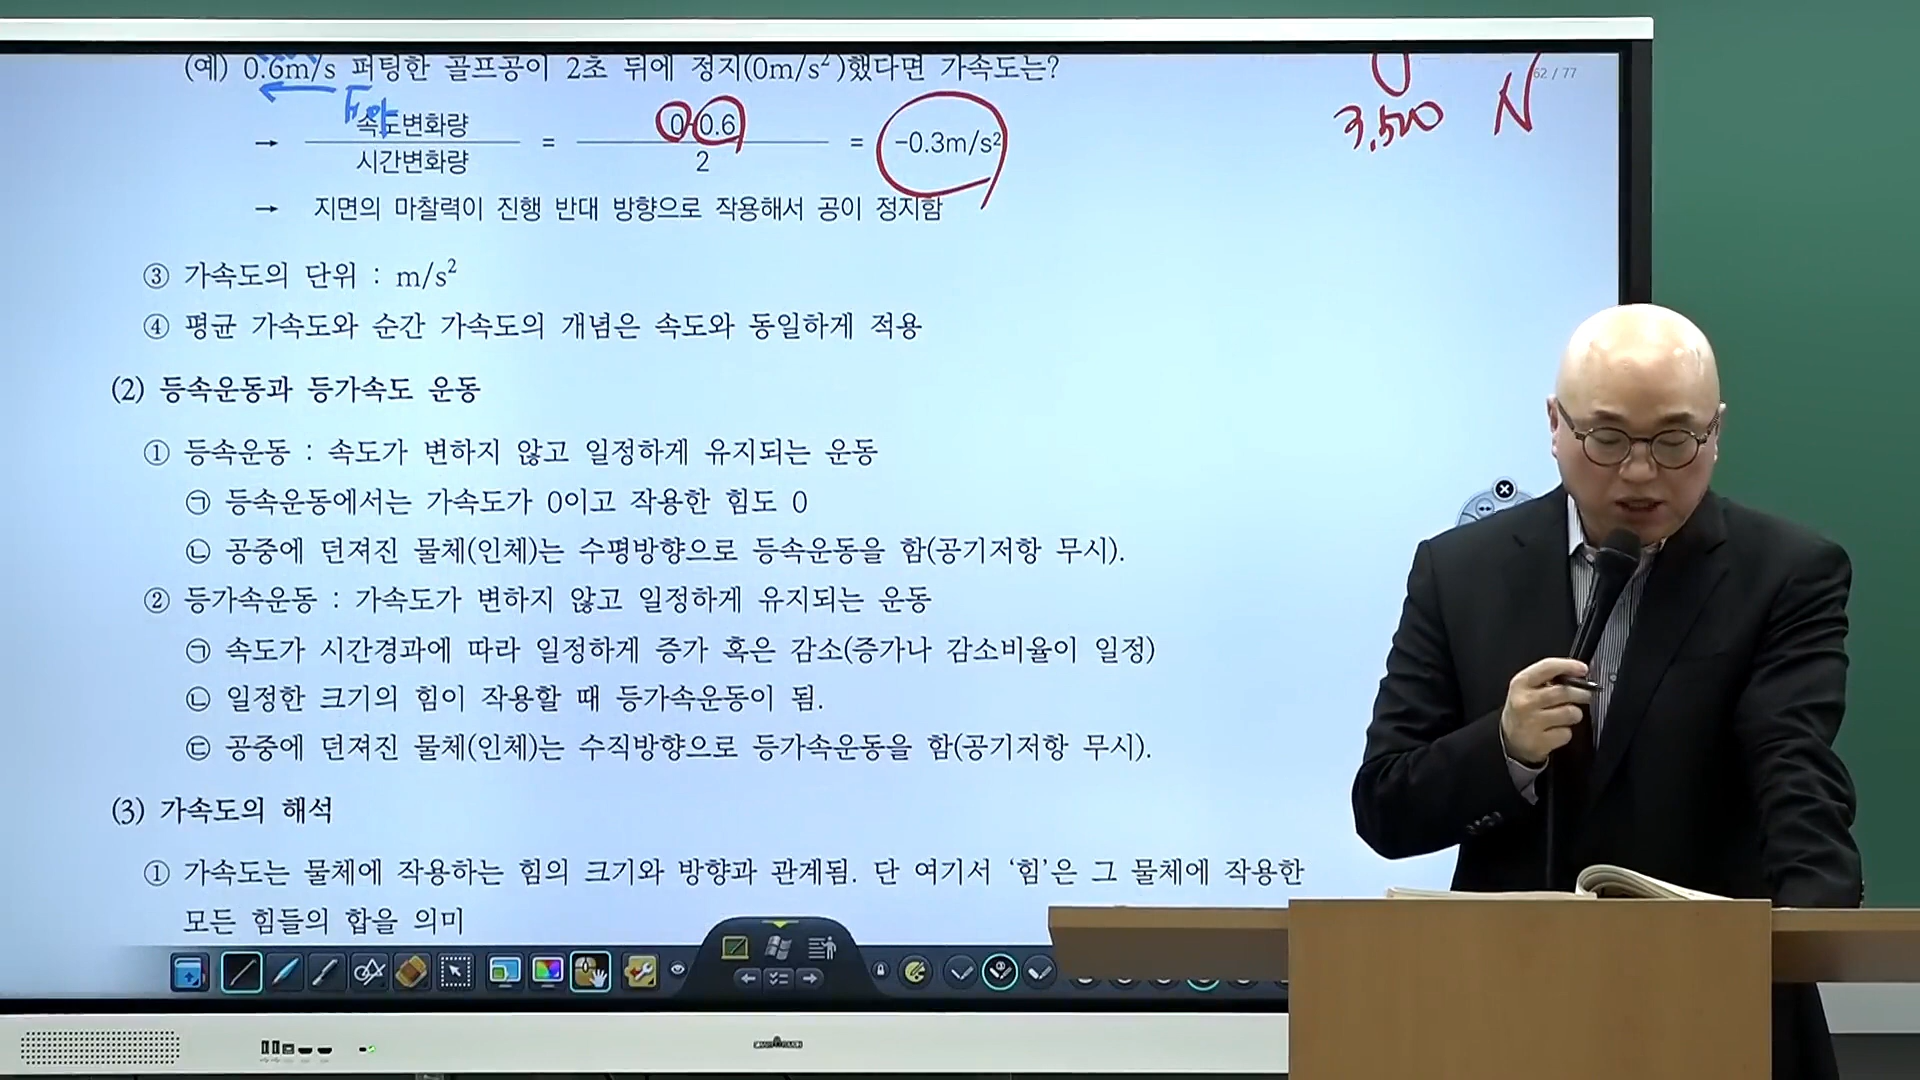 (예) 0.6m/s 퍼팅한 골프공이 2초 뒤에 정지(0m/s²)했다면 가속도는?
62 / 77
3,500 N
→ 속도변화량 / 시간변화량 = 0-0.6 / 2 = -0.3m/s²
→ 지면의 마찰력이 진행 반대 방향으로 작용해서 공이 정지함
③ 가속도의 단위 : m/s²
④ 평균 가속도와 순간 가속도의 개념은 속도와 동일하게 적용
(2) 등속운동과 등가속도 운동
① 등속운동 : 속도가 변하지 않고 일정하게 유지되는 운동
㉠ 등속운동에서는 가속도가 0이고 작용한 힘도 0
㉡ 공중에 던져진 물체(인체)는 수평방향으로 등속운동을 함(공기저항 무시).
② 등가속운동 : 가속도가 변하지 않고 일정하게 유지되는 운동
㉠ 속도가 시간경과에 따라 일정하게 증가 혹은 감소(증가나 감소비율이 일정)
㉡ 일정한 크기의 힘이 작용할 때 등가속운동이 됨.
㉢ 공중에 던져진 물체(인체)는 수직방향으로 등가속운동을 함(공기저항 무시).
(3) 가속도의 해석
① 가속도는 물체에 작용하는 힘의 크기와 방향과 관계됨. 단 여기서 ‘힘’은 그 물체에 작용한
모든 힘들의 합을 의미